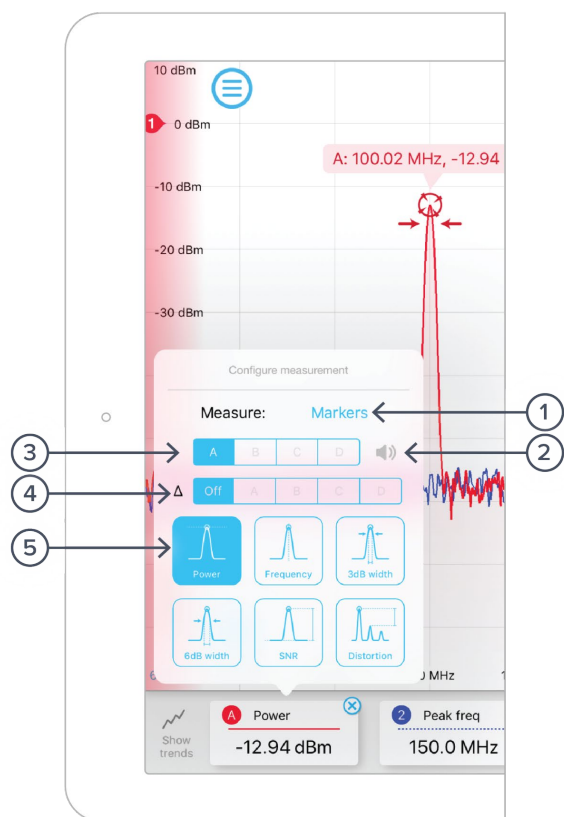 10 dBm
1 0 dBm
A: 100.02 MHz, -12.94
-10 dBm
-20 dBm
-30 dBm
Configure measurement
Measure: Markers
1
3
A B C D
2
4
Δ Off A B C D
5
Power Frequency 3dB width
6dB width SNR Distortion
MHz
Show trends
A Power
-12.94 dBm
2 Peak freq
150.0 MHz